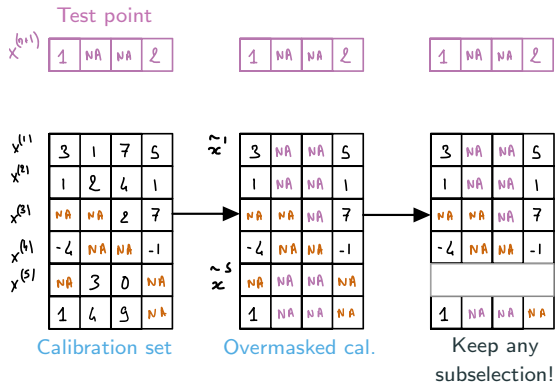 Test point
x^(n+1) 1 NA NA 2
1 NA NA 2
1 NA NA 2
x^(1) 3 1 7 5
x^(2) 1 2 4 1
x^(3) NA NA 2 7
x^(4) -4 NA NA -1
x^(5) NA 3 0 NA
1 4 9 NA
Calibration set
x̃^1 3 NA NA 5
1 NA NA 1
NA NA NA 7
-4 NA NA -1
x̃^5 NA NA NA NA
1 NA NA NA
Overmasked cal.
3 NA NA 5
1 NA NA 1
NA NA NA 7
-4 NA NA -1
1 NA NA NA
Keep any
subselection!